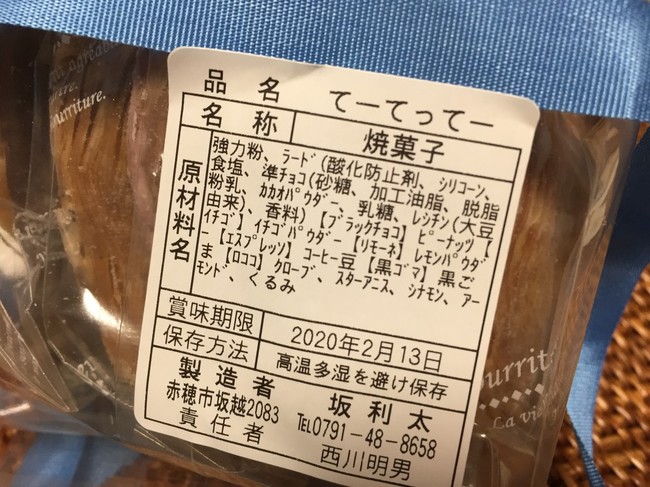 品名 てーてってー
名称 焼菓子
原材料名
強力粉、ラード(酸化防止剤、シリコーン、
食塩、準チョコ(砂糖、加工油脂、脱脂
粉乳、カカオパウダー、乳糖、レシチン(大豆
由来)、香料)【ブラックチョコ】ピーナッツ【
イチゴ】イチゴパウダー【リモーネ】レモンパウダ
ー【エスプレッソ】コーヒー豆【黒ゴマ】黒ご
ま【ロココ】クローブ、スターアニス、シナモン、アー
モンド、くるみ
賞味期限 2020年2月13日
保存方法 高温多湿を避け保存
製造者 坂利太
赤穂市坂越2083 TEL0791-48-8658
責任者 西川明男
urriture.
ourrit
La vi